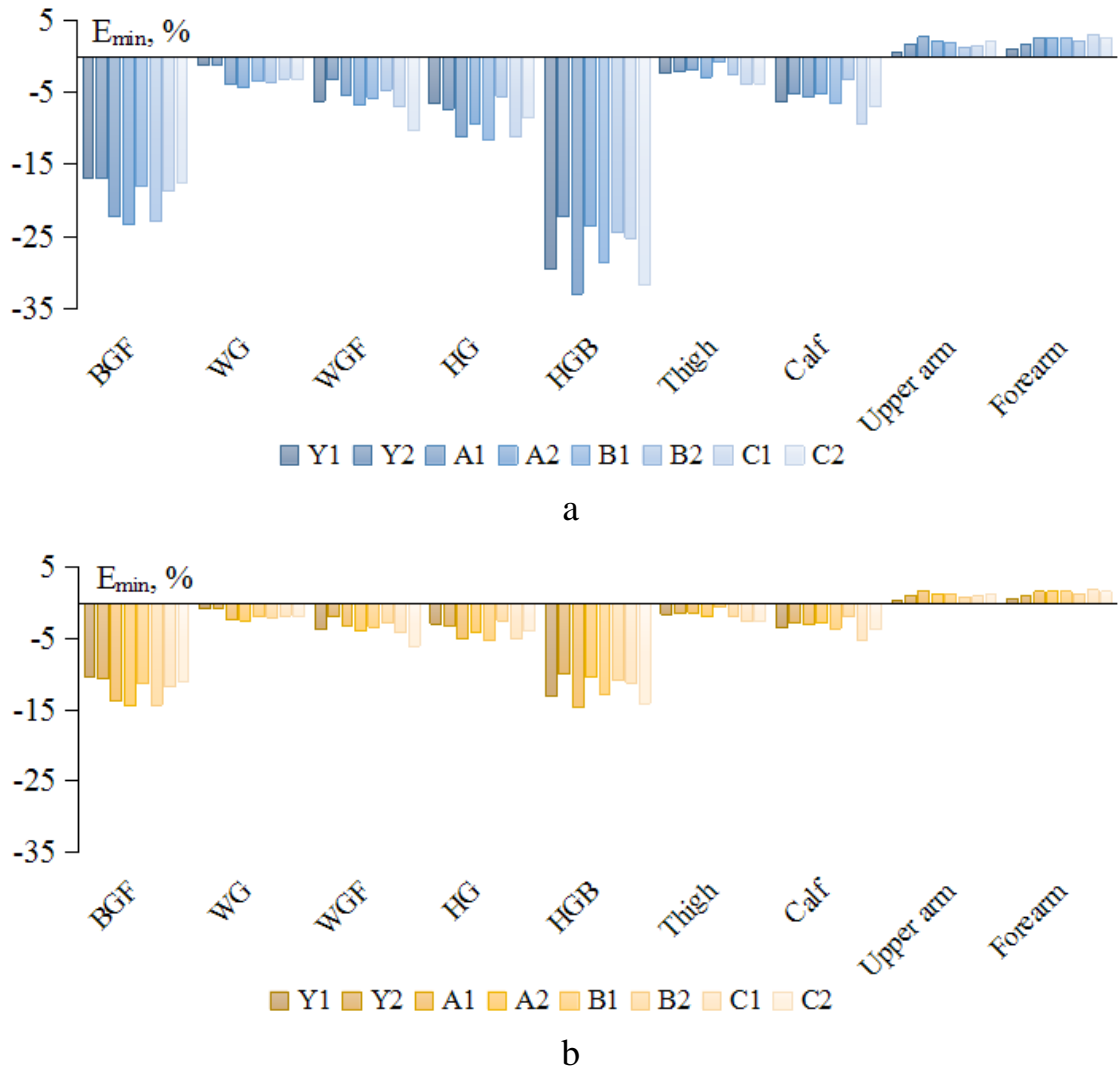 5
E_min, %
-5
-15
-25
-35
BGF WG WGF HG HGB Thigh Calf Upper arm Forearm
Y1 Y2 A1 A2 B1 B2 C1 C2
a
5
E_min, %
-5
-15
-25
-35
BGF WG WGF HG HGB Thigh Calf Upper arm Forearm
Y1 Y2 A1 A2 B1 B2 C1 C2
b